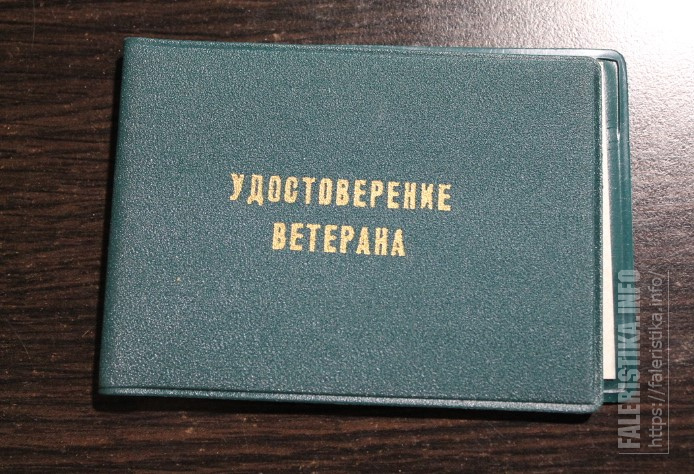 УДОСТОВЕРЕНИЕ
ВЕТЕРАНА
FALERISTIKA.INFO
https://faleristika.info/